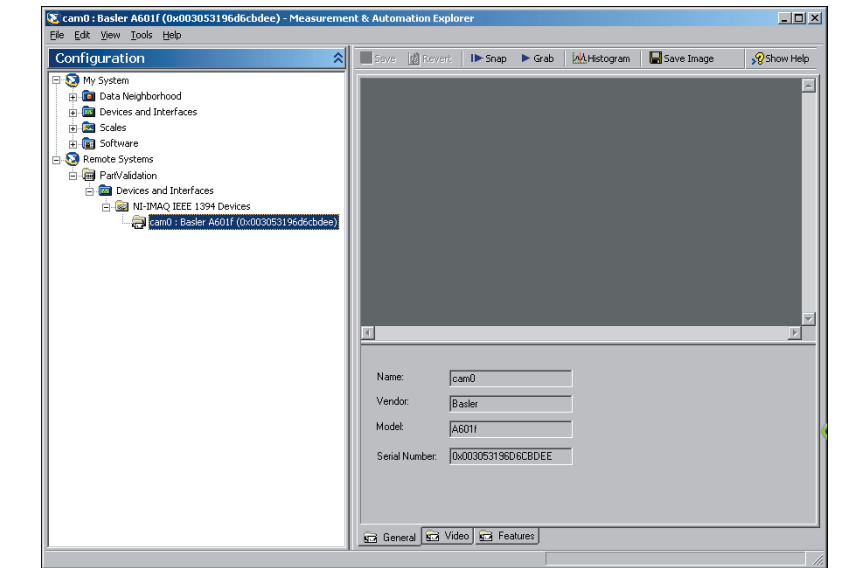 cam0 : Basler A601f (0x003053196d6cbdee) - Measurement & Automation Explorer
File Edit View Tools Help
Configuration
Save Revert Snap Grab Histogram Save Image Show Help
My System
Data Neighborhood
Devices and Interfaces
Scales
Software
Remote Systems
PartValidation
Devices and Interfaces
NI-IMAQ IEEE 1394 Devices
cam0 : Basler A601f (0x003053196d6cbdee)
Name: cam0
Vendor: Basler
Model: A601f
Serial Number: 0x003053196D6CBDEE
General Video Features